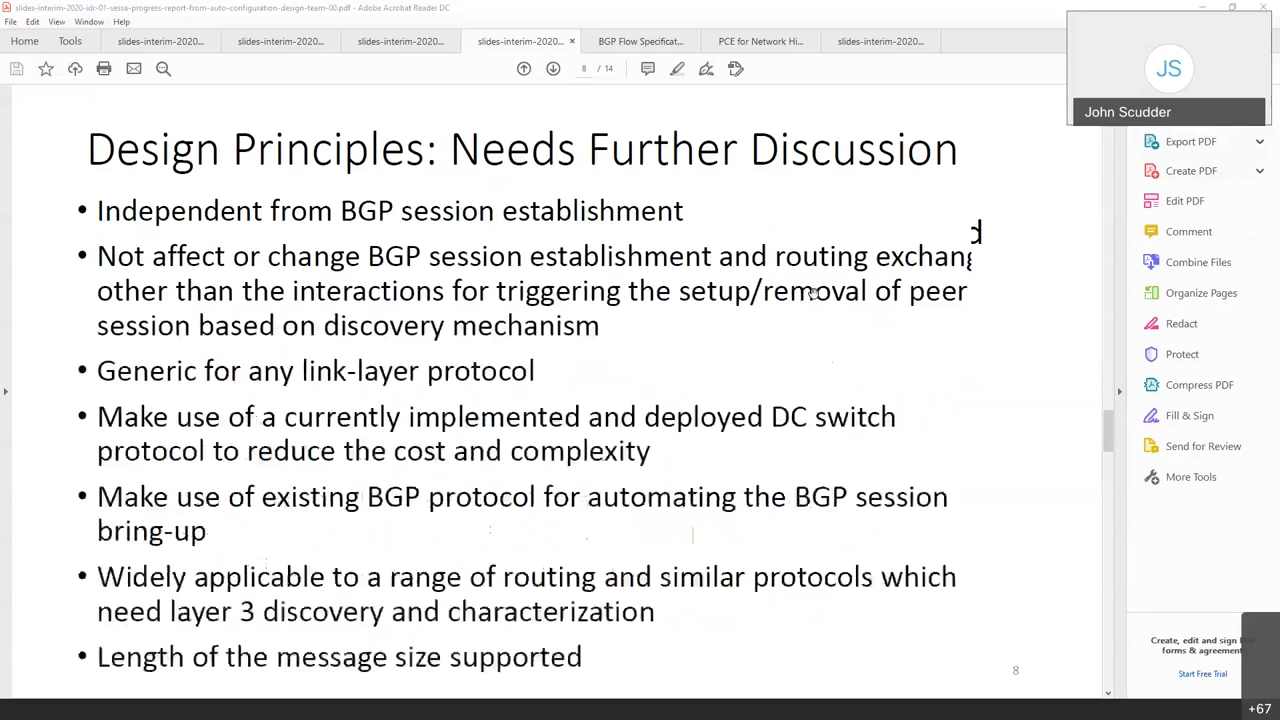 slides-interim-2020-idr-01-sessa-progress-report-from-auto-configuration-design-team-00.pdf - Adobe Acrobat Reader DC
File Edit View Window Help
Home Tools slides-interim-2020... slides-interim-2020... slides-interim-2020... slides-interim-2020... × BGP Flow Specificat... PCE for Network Hi... slides-interim-2020...
8 / 14
JS
John Scudder
Design Principles: Needs Further Discussion
• Independent from BGP session establishment
d
• Not affect or change BGP session establishment and routing exchang
other than the interactions for triggering the setup/removal of peer
session based on discovery mechanism
• Generic for any link-layer protocol
• Make use of a currently implemented and deployed DC switch
protocol to reduce the cost and complexity
• Make use of existing BGP protocol for automating the BGP session
bring-up
• Widely applicable to a range of routing and similar protocols which
need layer 3 discovery and characterization
• Length of the message size supported
8
Export PDF
Create PDF
Edit PDF
Comment
Combine Files
Organize Pages
Redact
Protect
Compress PDF
Fill & Sign
Send for Review
More Tools
Create, edit and sign
forms & agreement
Start Free Trial
+67